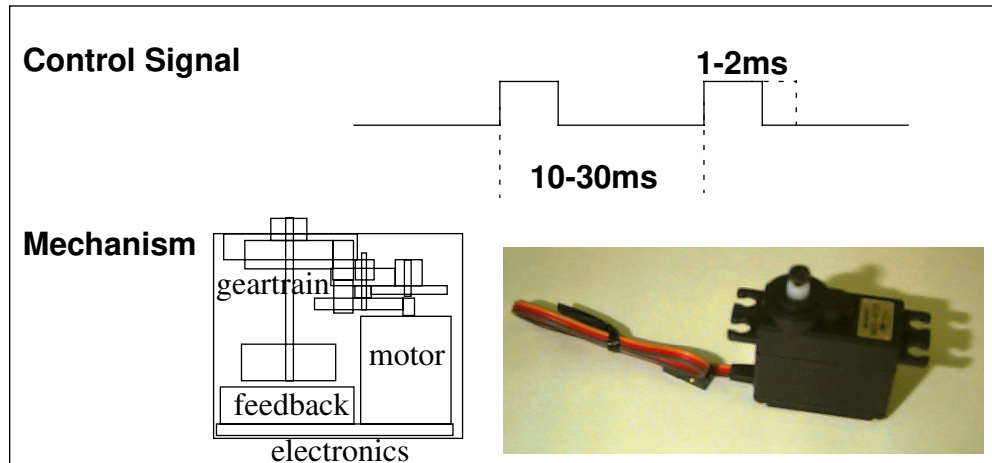 Control Signal
1-2ms
10-30ms
Mechanism
geartrain
motor
feedback
electronics